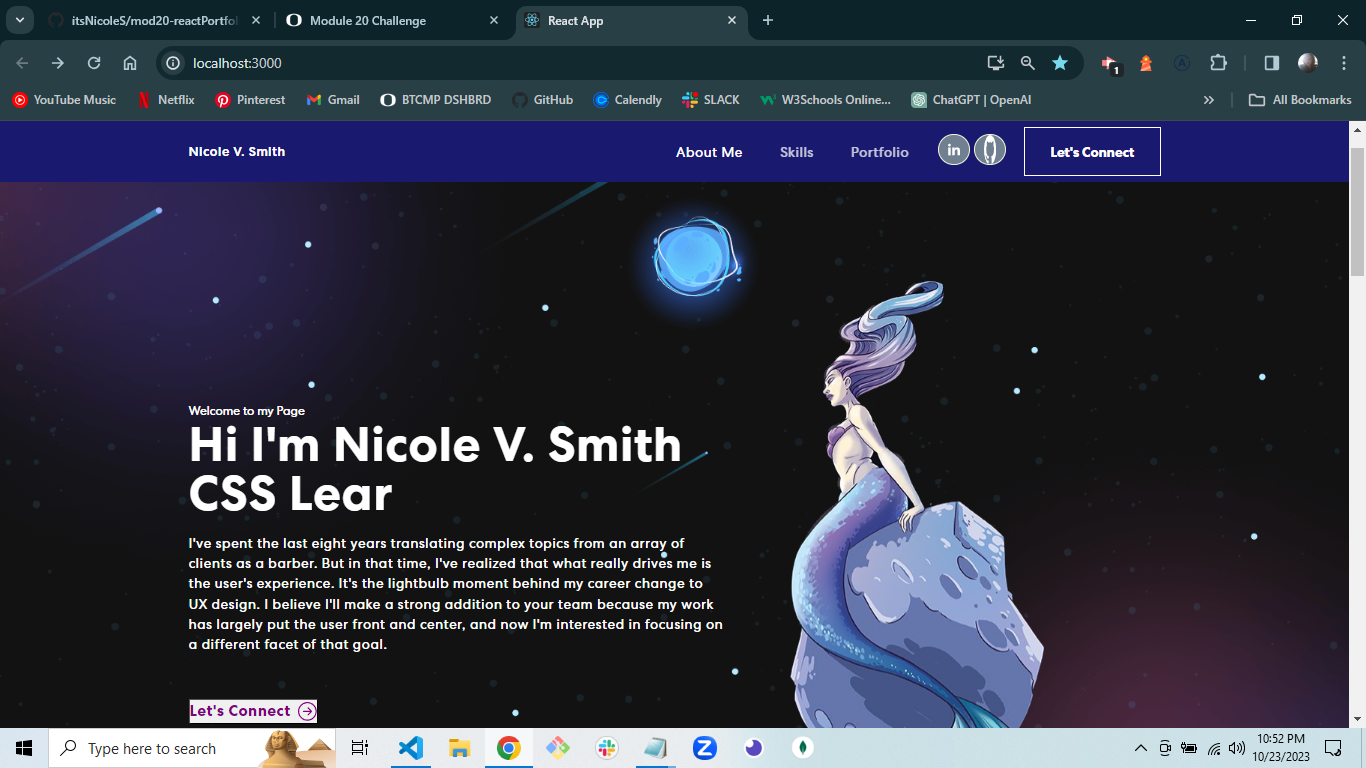 itsNicoleS/mod20-reactPortfol
Module 20 Challenge
React App
localhost:3000
1
YouTube Music
Netflix
Pinterest
Gmail
BTCMP DSHBRD
GitHub
Calendly
SLACK
W3Schools Online...
ChatGPT | OpenAI
All Bookmarks
Nicole V. Smith
About Me
Skills
Portfolio
in
Let's Connect
Welcome to my Page
Hi I'm Nicole V. Smith
CSS Lear
I've spent the last eight years translating complex topics from an array of
clients as a barber. But in that time, I've realized that what really drives me is
the user's experience. It's the lightbulb moment behind my career change to
UX design. I believe I'll make a strong addition to your team because my work
has largely put the user front and center, and now I'm interested in focusing on
a different facet of that goal.
Let's Connect
Type here to search
10:52 PM
10/23/2023